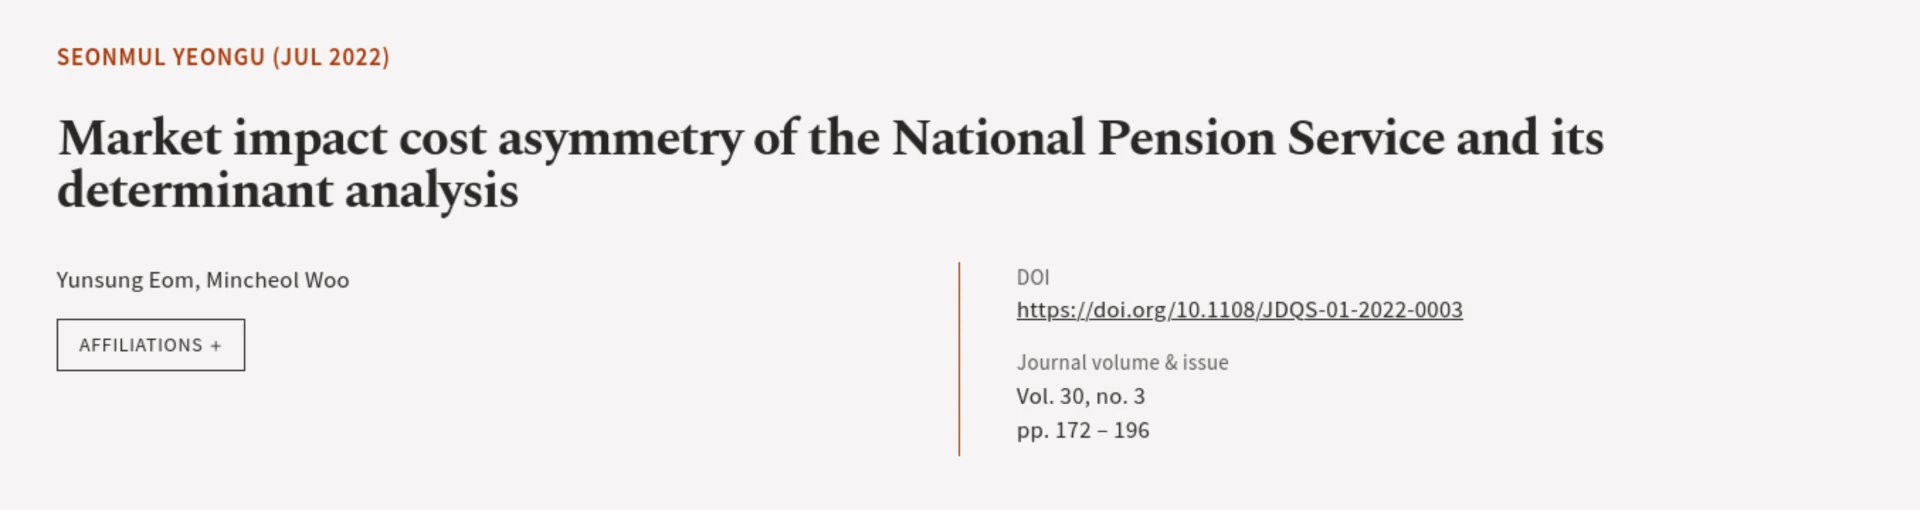 SEONMUL YEONGU (JUL 2022)
Market impact cost asymmetry of the National Pension Service and its
determinant analysis
Yunsung Eom, Mincheol Woo
AFFILIATIONS +
DOI
https://doi.org/10.1108/JDQS-01-2022-0003
Journal volume & issue
Vol. 30, no. 3
pp. 172 – 196